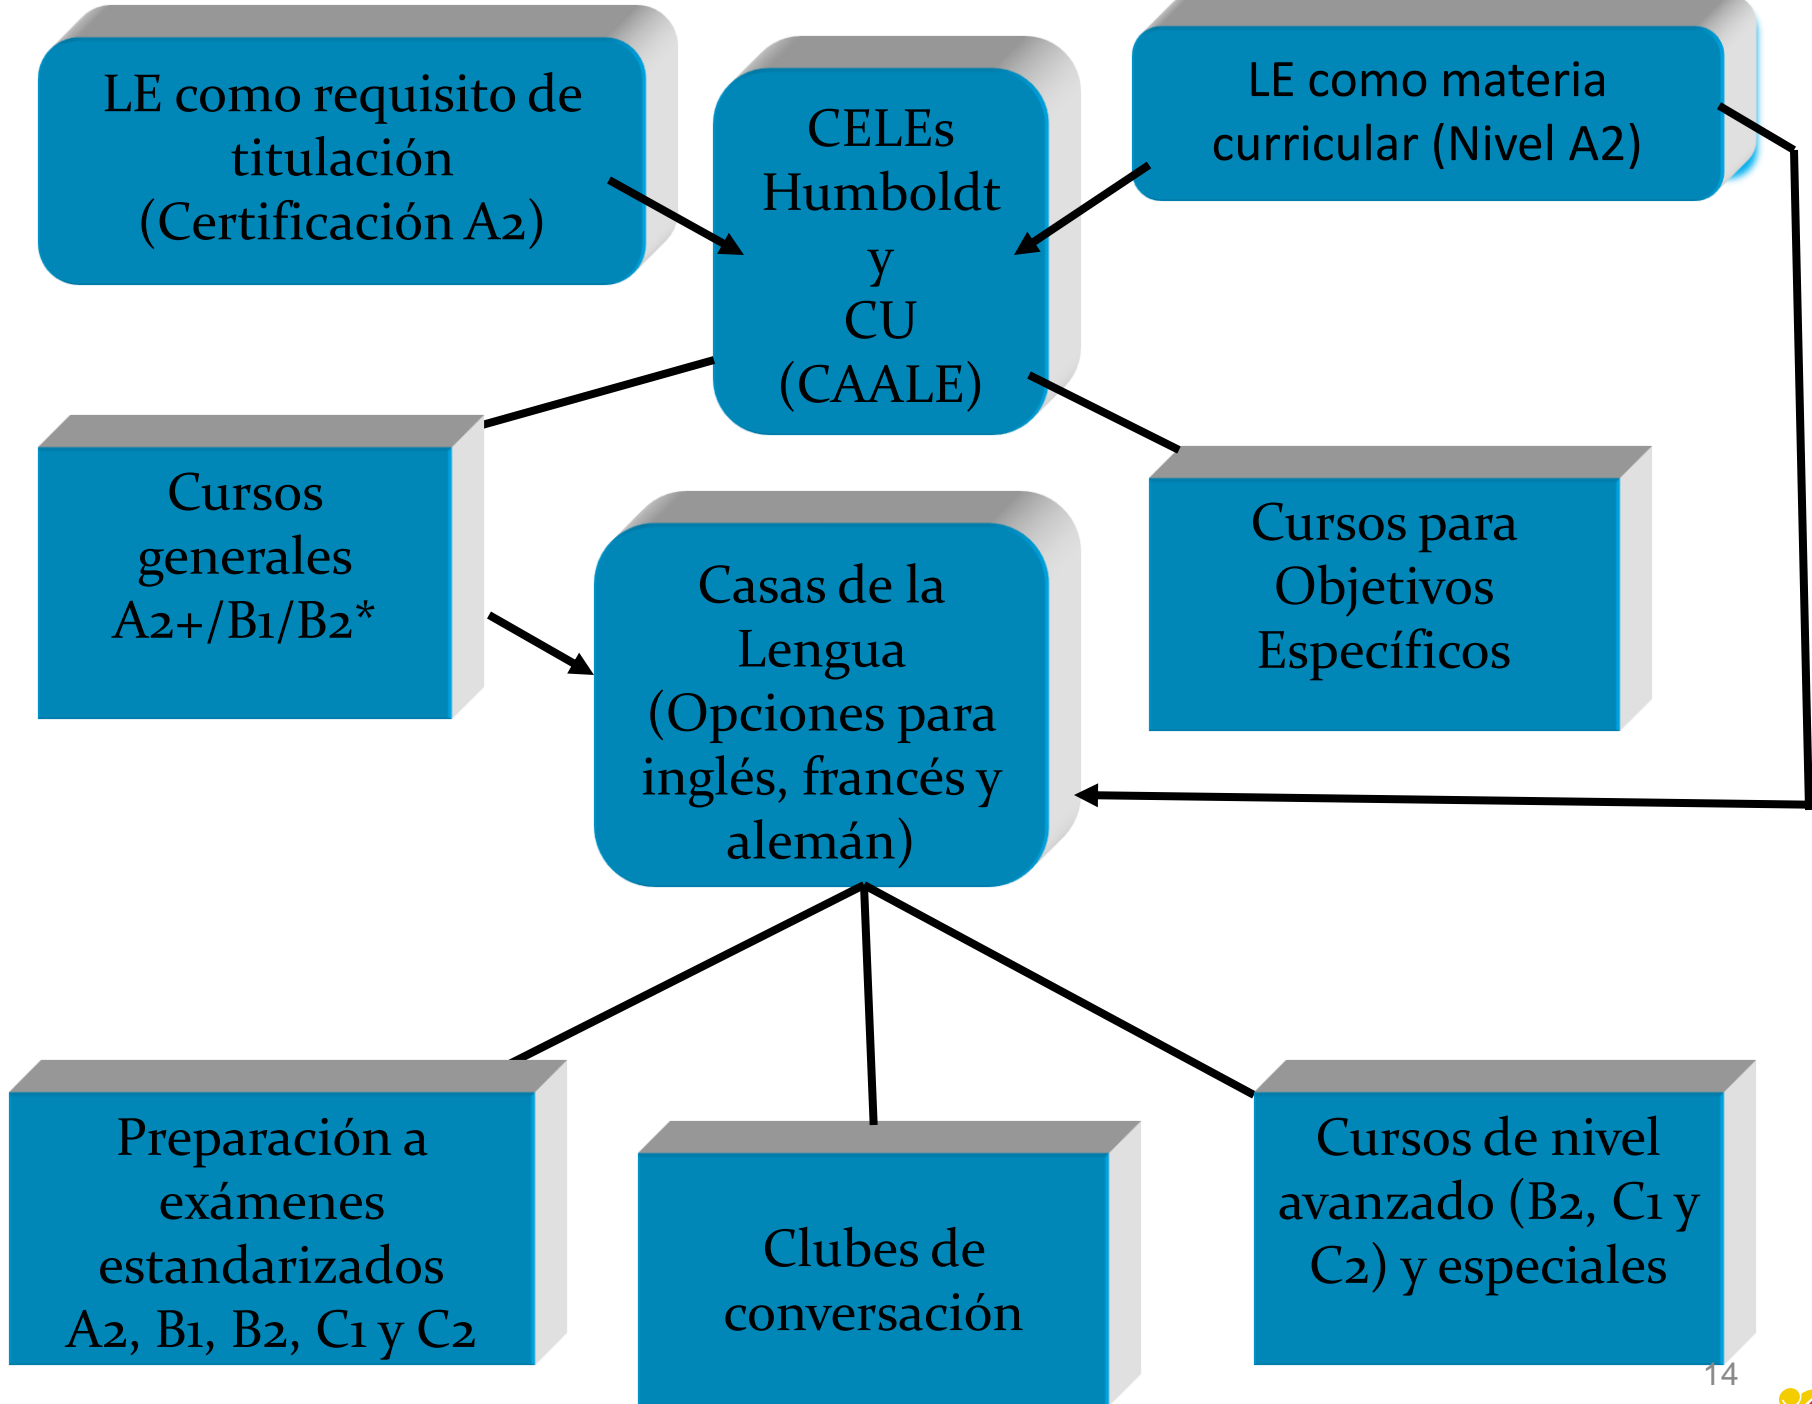 LE como requisito de
titulación
(Certificación A2)
CELEs
Humboldt
y
CU
(CAALE)
LE como materia
curricular (Nivel A2)
Cursos
generales
A2+/B1/B2*
Casas de la
Lengua
(Opciones para
inglés, francés y
alemán)
Cursos para
Objetivos
Específicos
Preparación a
exámenes
estandarizados
A2, B1, B2, C1 y C2
Clubes de
conversación
Cursos de nivel
avanzado (B2, C1 y
C2) y especiales
14